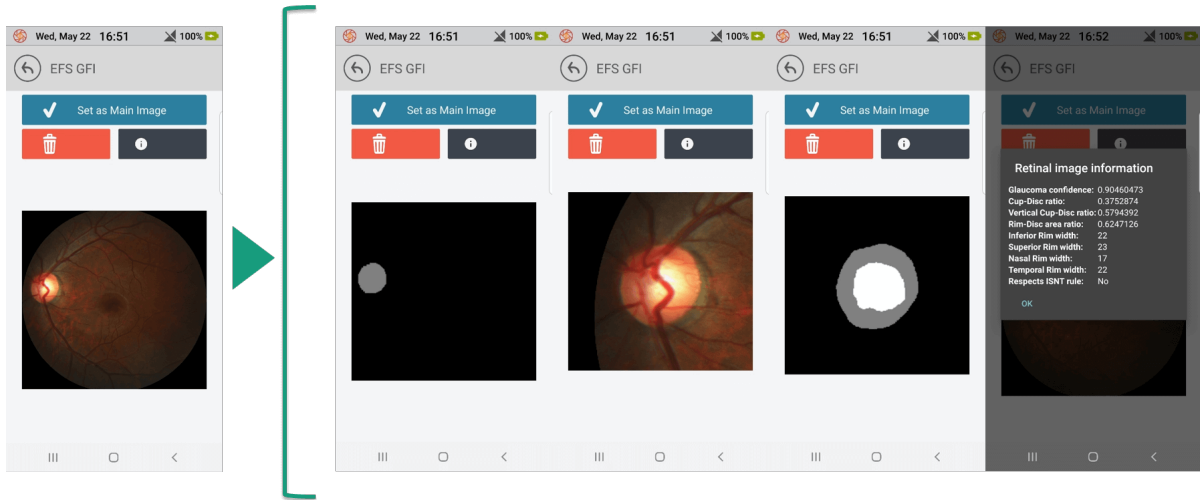 Wed, May 22 16:51 100%
EFS GFI
Set as Main Image
Wed, May 22 16:51 100%
EFS GFI
Set as Main Image
Wed, May 22 16:51 100%
Set as Main Image
Wed, May 22 16:51 100%
EFS GFI
Set as Main Image
Wed, May 22 16:52 100%
EFS GFI
Set as Main Image
Retinal image information
Glaucoma confidence: 0.90460473
Cup-Disc ratio: 0.3752874
Vertical Cup-Disc ratio: 0.5794392
Rim-Disc area ratio: 0.6247126
Inferior Rim width: 22
Superior Rim width: 23
Nasal Rim width: 17
Temporal Rim width: 22
Respects ISNT rule: No
OK